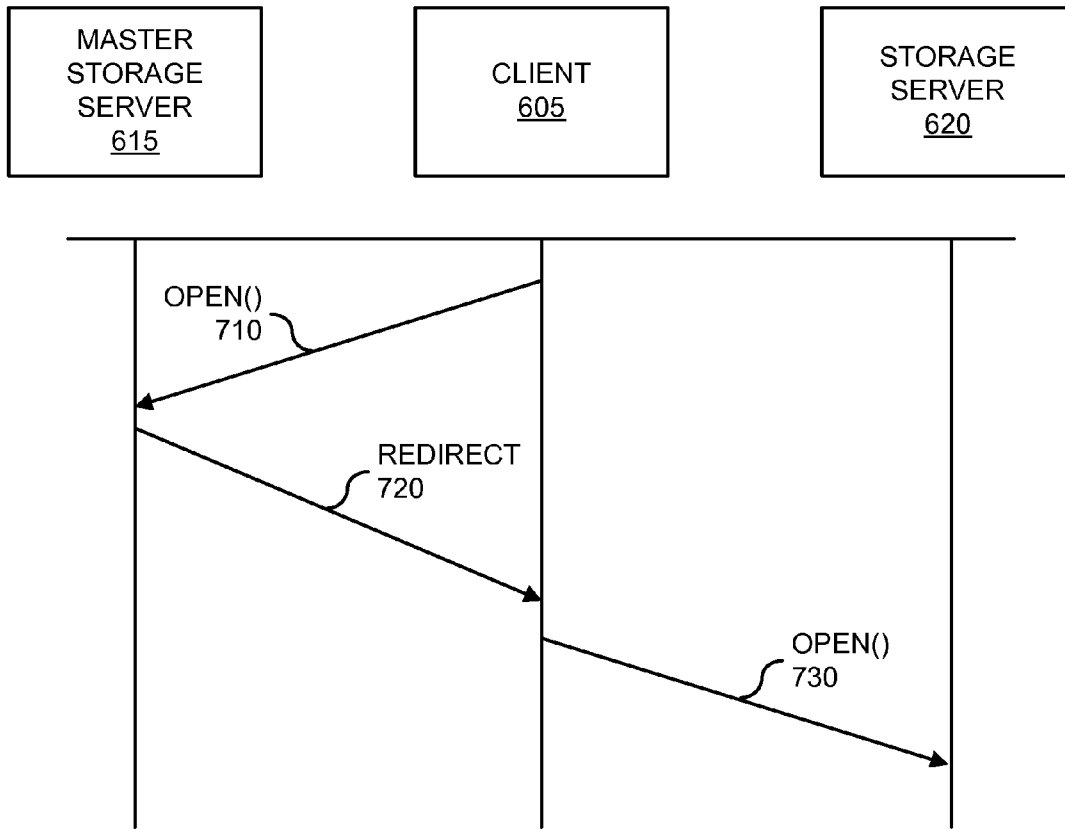 MASTER
STORAGE
SERVER
615
CLIENT
605
STORAGE
SERVER
620
OPEN()
710
REDIRECT
720
OPEN()
730